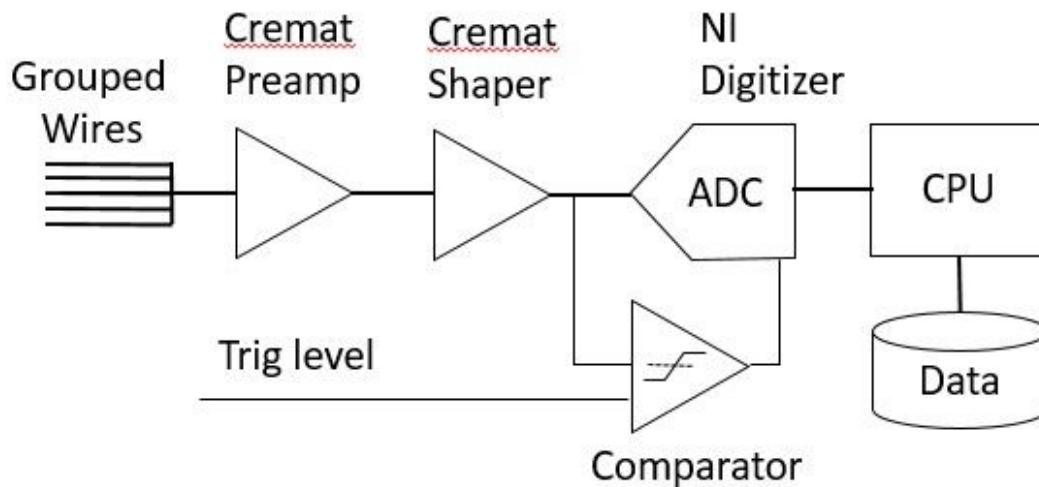 Grouped
Wires
Cremat
Preamp
Cremat
Shaper
NI
Digitizer
ADC
CPU
Trig level
Data
Comparator